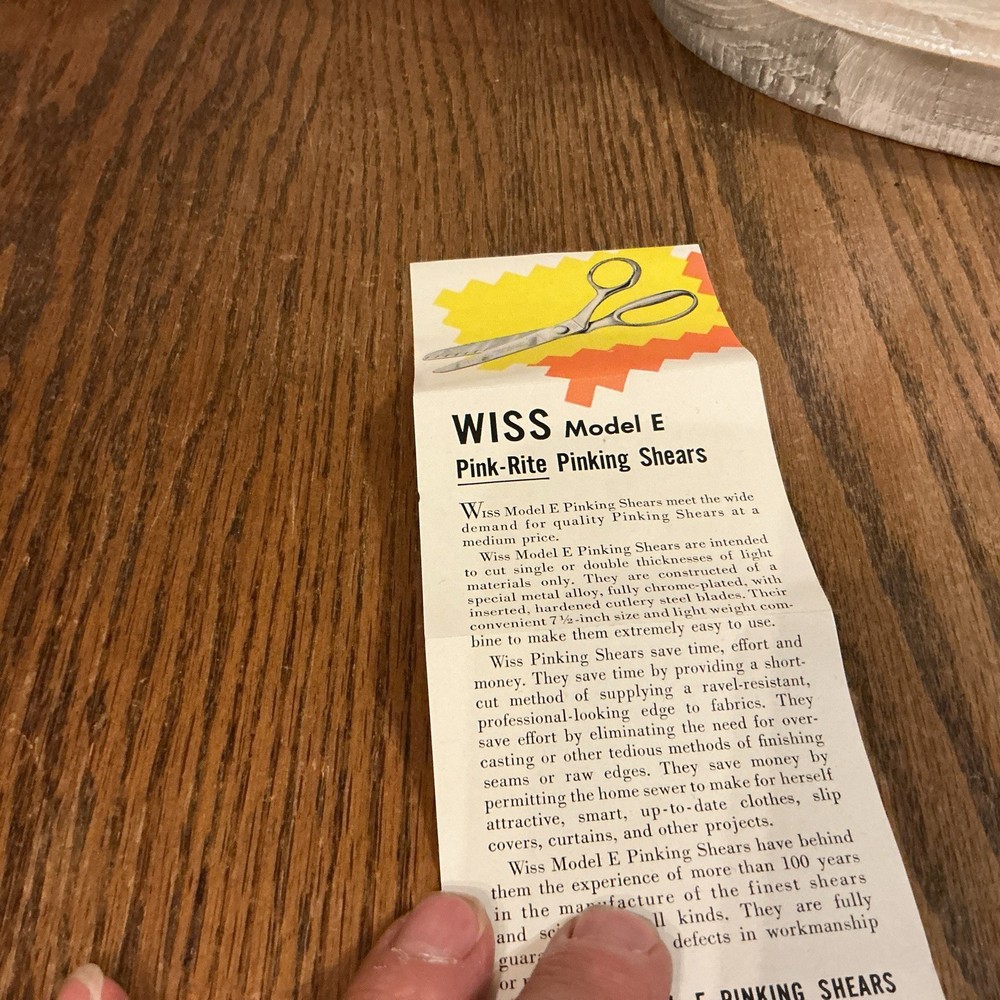 WISS Model E
Pink-Rite Pinking Shears
Wiss Model E Pinking Shears meet the wide
demand for quality Pinking Shears at a
medium price.
Wiss Model E Pinking Shears are intended
to cut single or double thicknesses of light
materials only. They are constructed of a
special metal alloy, fully chrome-plated, with
inserted, hardened cutlery steel blades. Their
convenient 7½-inch size and light weight com-
bine to make them extremely easy to use.
Wiss Pinking Shears save time, effort and
money. They save time by providing a short-
cut method of supplying a ravel-resistant,
professional-looking edge to fabrics. They
save effort by eliminating the need for over-
casting or other tedious methods of finishing
seams or raw edges. They save money by
permitting the home sewer to make for herself
attractive, smart, up-to-date clothes, slip
covers, curtains, and other projects.
Wiss Model E Pinking Shears have behind
them the experience of more than 100 years
in the manufacture of the finest shears
and kinds. They are fully
defects in workmanship
or
E PINKING SHEARS